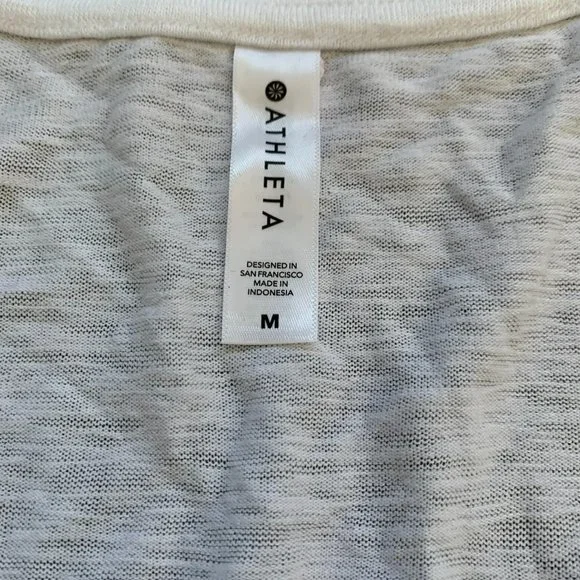 ATHLETA
DESIGNED IN
SAN FRANCISCO
MADE IN
INDONESIA
M